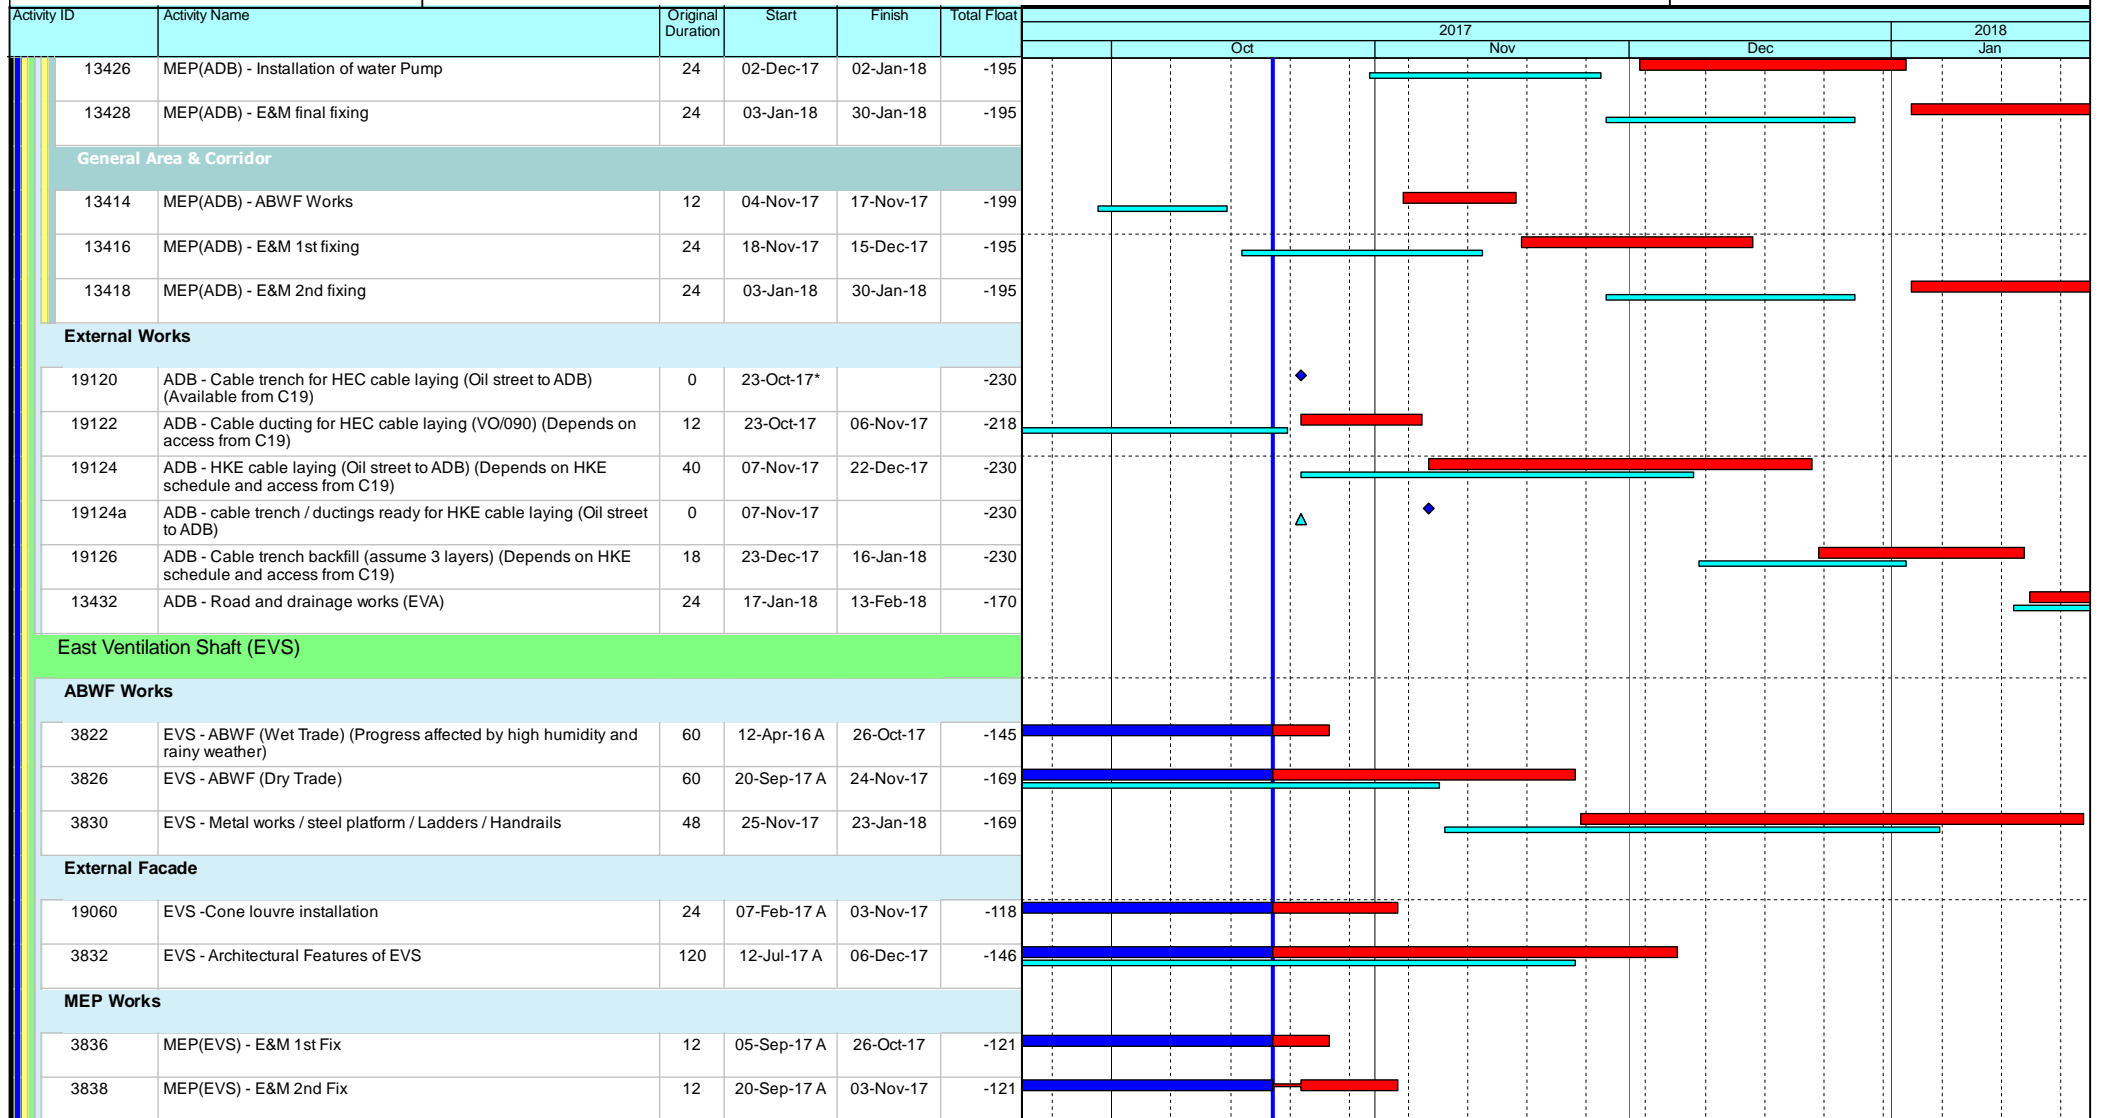 Activity ID Activity Name Original Start Finish Total Float
Duration
2017 2018
Oct Nov Dec Jan
13426 MEP(ADB) - Installation of water Pump 24 02-Dec-17 02-Jan-18 -195
13428 MEP(ADB) - E&M final fixing 24 03-Jan-18 30-Jan-18 -195
General Area & Corridor
13414 MEP(ADB) - ABWF Works 12 04-Nov-17 17-Nov-17 -199
13416 MEP(ADB) - E&M 1st fixing 24 18-Nov-17 15-Dec-17 -195
13418 MEP(ADB) - E&M 2nd fixing 24 03-Jan-18 30-Jan-18 -195
External Works
19120 ADB - Cable trench for HEC cable laying (Oil street to ADB) 0 23-Oct-17* -230
(Available from C19)
19122 ADB - Cable ducting for HEC cable laying (VO/090) (Depends on 12 23-Oct-17 06-Nov-17 -218
access from C19)
19124 ADB - HKE cable laying (Oil street to ADB) (Depends on HKE 40 07-Nov-17 22-Dec-17 -230
schedule and access from C19)
19124a ADB - cable trench / ductings ready for HKE cable laying (Oil street 0 07-Nov-17 -230
to ADB)
19126 ADB - Cable trench backfill (assume 3 layers) (Depends on HKE 18 23-Dec-17 16-Jan-18 -230
schedule and access from C19)
13432 ADB - Road and drainage works (EVA) 24 17-Jan-18 13-Feb-18 -170
East Ventilation Shaft (EVS)
ABWF Works
3822 EVS - ABWF (Wet Trade) (Progress affected by high humidity and 60 12-Apr-16 A 26-Oct-17 -145
rainy weather)
3826 EVS - ABWF (Dry Trade) 60 20-Sep-17 A 24-Nov-17 -169
3830 EVS - Metal works / steel platform / Ladders / Handrails 48 25-Nov-17 23-Jan-18 -169
External Facade
19060 EVS -Cone louvre installation 24 07-Feb-17 A 03-Nov-17 -118
3832 EVS - Architectural Features of EVS 120 12-Jul-17 A 06-Dec-17 -146
MEP Works
3836 MEP(EVS) - E&M 1st Fix 12 05-Sep-17 A 26-Oct-17 -121
3838 MEP(EVS) - E&M 2nd Fix 12 20-Sep-17 A 03-Nov-17 -121